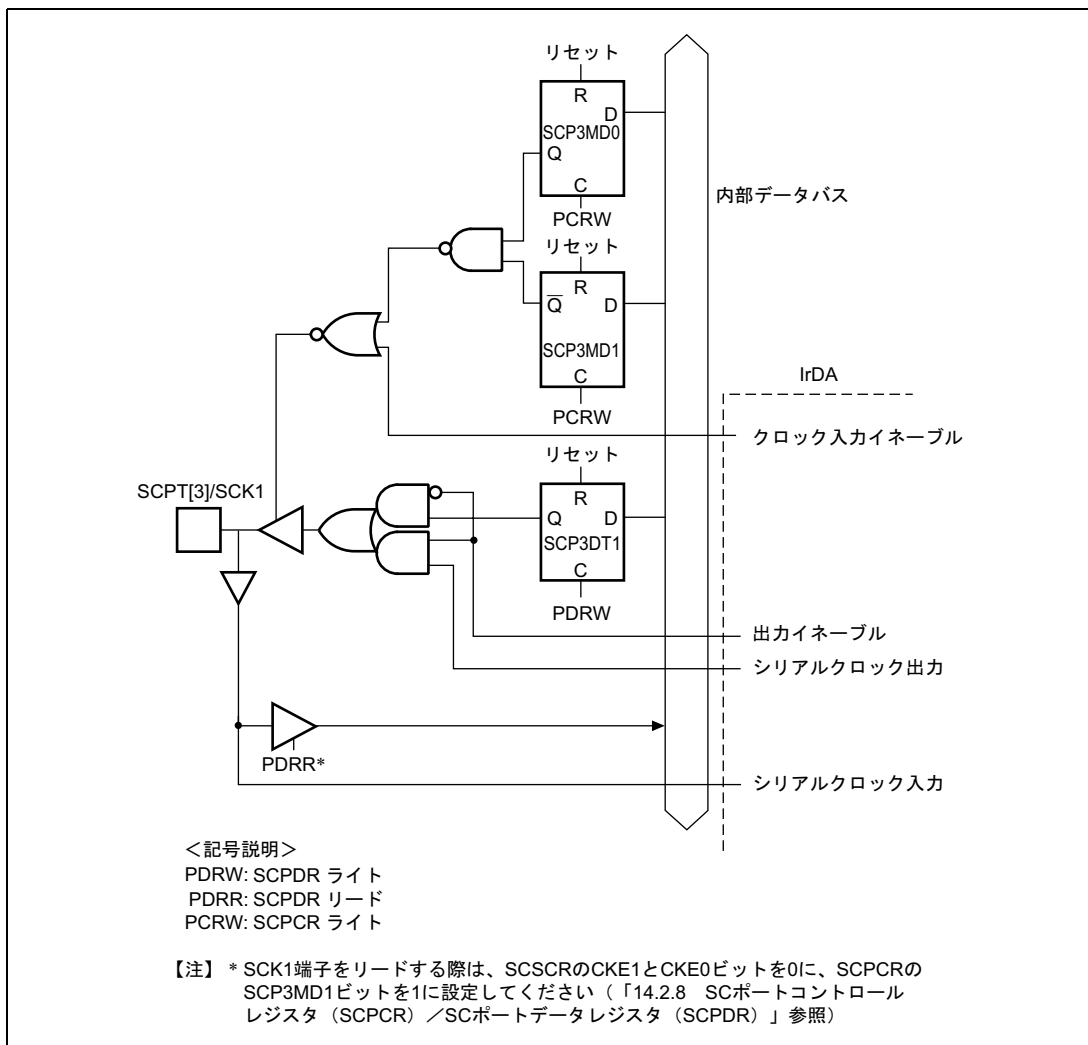 リセット
R
D
SCP3MD0
Q
C
PCRW
内部データバス
リセット
R
Q D
SCP3MD1
C
PCRW
IrDA
クロック入力イネーブル
リセット
SCPT[3]/SCK1
R
Q D
SCP3DT1
C
PDRW
出力イネーブル
シリアルクロック出力
PDRR*
シリアルクロック入力
＜記号説明＞
PDRW: SCPDR ライト
PDRR: SCPDR リード
PCRW: SCPCR ライト
【注】 * SCK1端子をリードする際は、SCSCRのCKE1とCKE0ビットを0に、SCPCRの
SCP3MD1ビットを1に設定してください（「14.2.8 SCポートコントロール
レジスタ（SCPCR）／SCポートデータレジスタ（SCPDR）」参照）